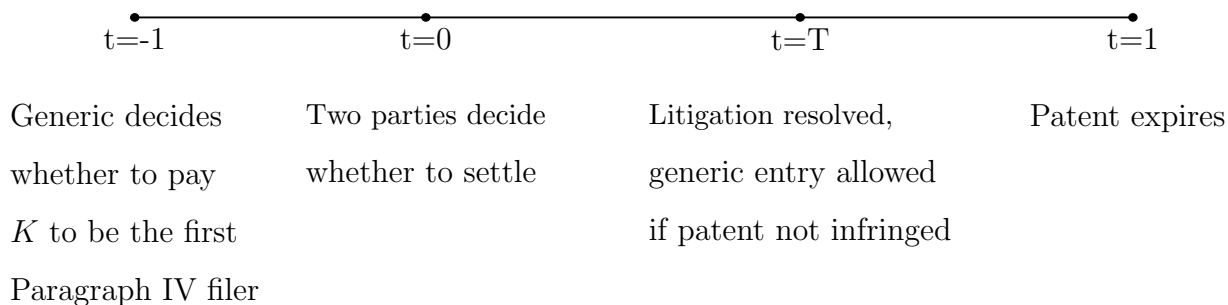 t=-1 t=0 t=T t=1
Generic decides Two parties decide Litigation resolved, Patent expires
whether to pay whether to settle generic entry allowed
K to be the first if patent not infringed
Paragraph IV filer